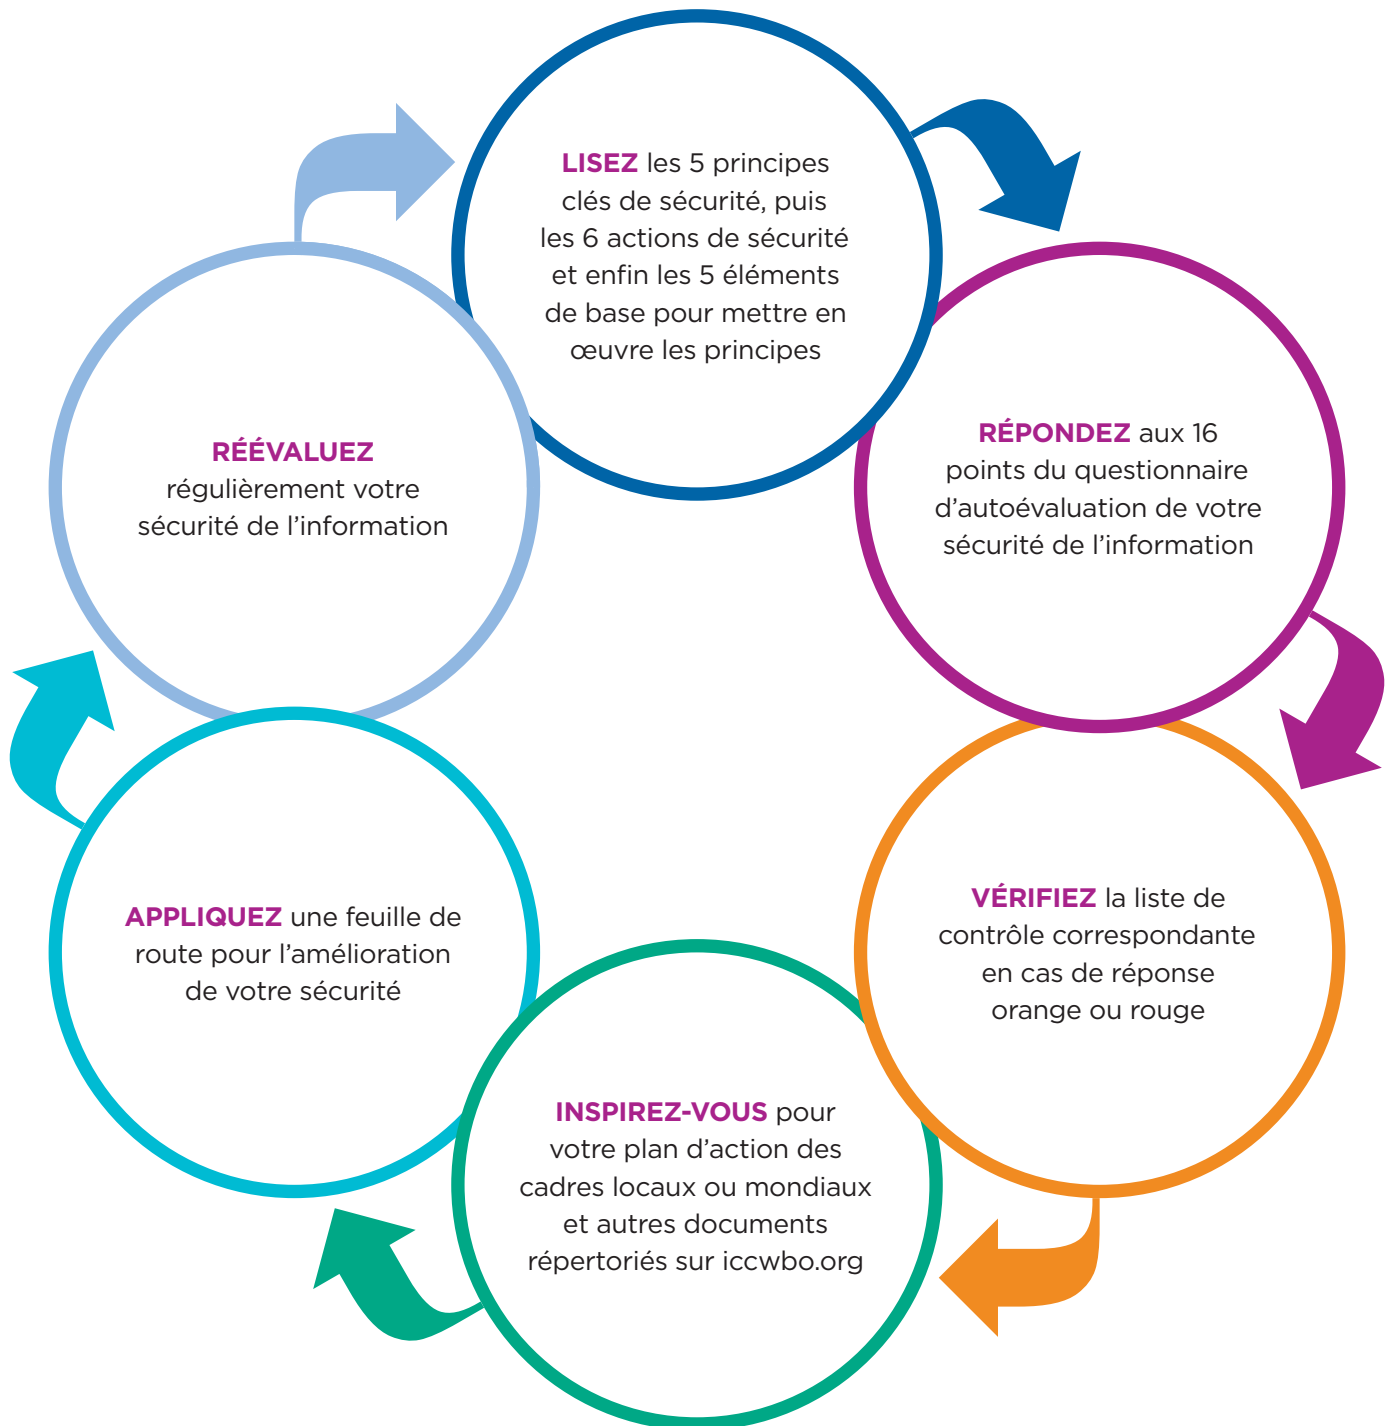 LISEZ les 5 principes
clés de sécurité, puis
les 6 actions de sécurité
et enfin les 5 éléments
de base pour mettre en
œuvre les principes
RÉPONDEZ aux 16
points du questionnaire
d’autoévaluation de votre
sécurité de l’information
VÉRIFIEZ la liste de
contrôle correspondante
en cas de réponse
orange ou rouge
INSPIREZ-VOUS pour
votre plan d’action des
cadres locaux ou mondiaux
et autres documents
répertoriés sur iccwbo.org
APPLIQUEZ une feuille de
route pour l’amélioration
de votre sécurité
RÉÉVALUEZ
régulièrement votre
sécurité de l’information